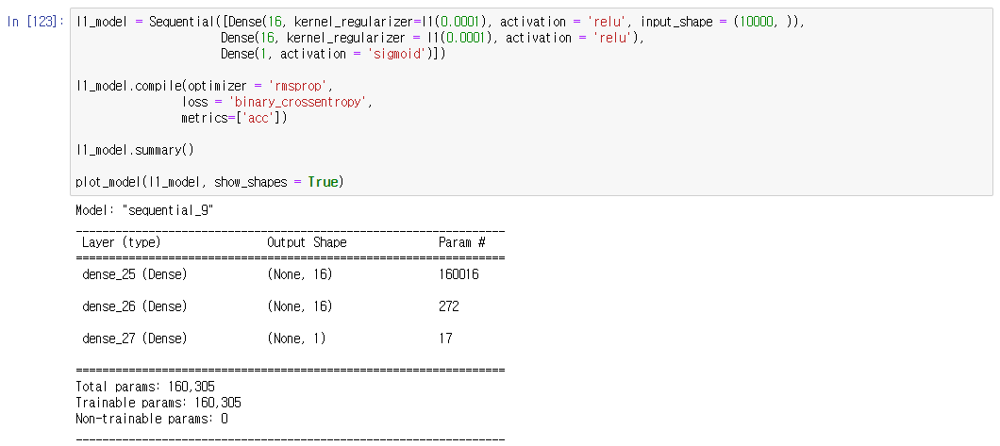 In [123]: l1_model = Sequential([Dense(16, kernel_regularizer=l1(0.0001), activation = 'relu', input_shape = (10000, )),
Dense(16, kernel_regularizer = l1(0.0001), activation = 'relu'),
Dense(1, activation = 'sigmoid')])
l1_model.compile(optimizer = 'rmsprop',
loss = 'binary_crossentropy',
metrics=['acc'])
l1_model.summary()
plot_model(l1_model, show_shapes = True)
Model: "sequential_9"
Layer (type) Output Shape Param #
dense_25 (Dense) (None, 16) 160016
dense_26 (Dense) (None, 16) 272
dense_27 (Dense) (None, 1) 17
Total params: 160,305
Trainable params: 160,305
Non-trainable params: 0